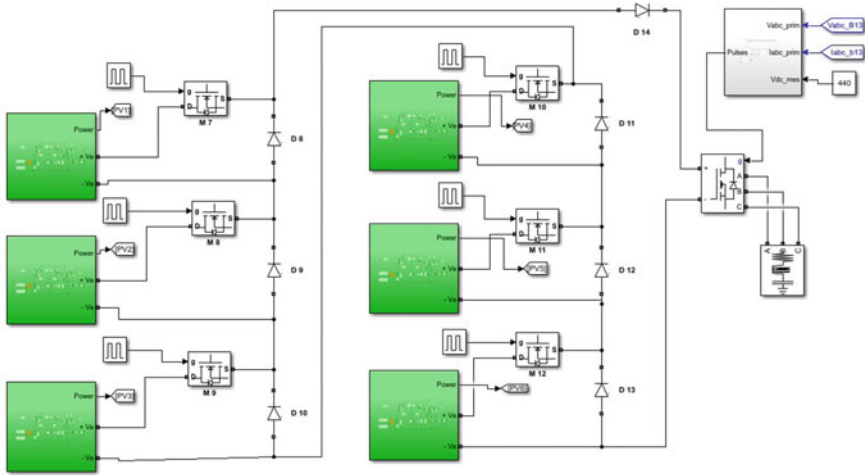 D 14
Vabc_prim
Vabc_B13
Pulses
Iabc_prim
Iabc_b13
Vdc_mes
440
g
D
S
M 7
Power
[PV1]
+ Ve
- Ve
D 8
g
D
S
M 8
Power
[PV2]
+ Ve
- Ve
D 9
g
D
S
M 9
Power
[PV3]
+ Ve
- Ve
D 10
g
D
S
M 10
Power
[PV4]
+ Ve
- Ve
D 11
g
D
S
M 11
Power
[PV5]
+ Ve
- Ve
D 12
g
D
S
M 12
Power
+ Ve
- Ve
D 13
g
+
A
B
-
C
A
B
C